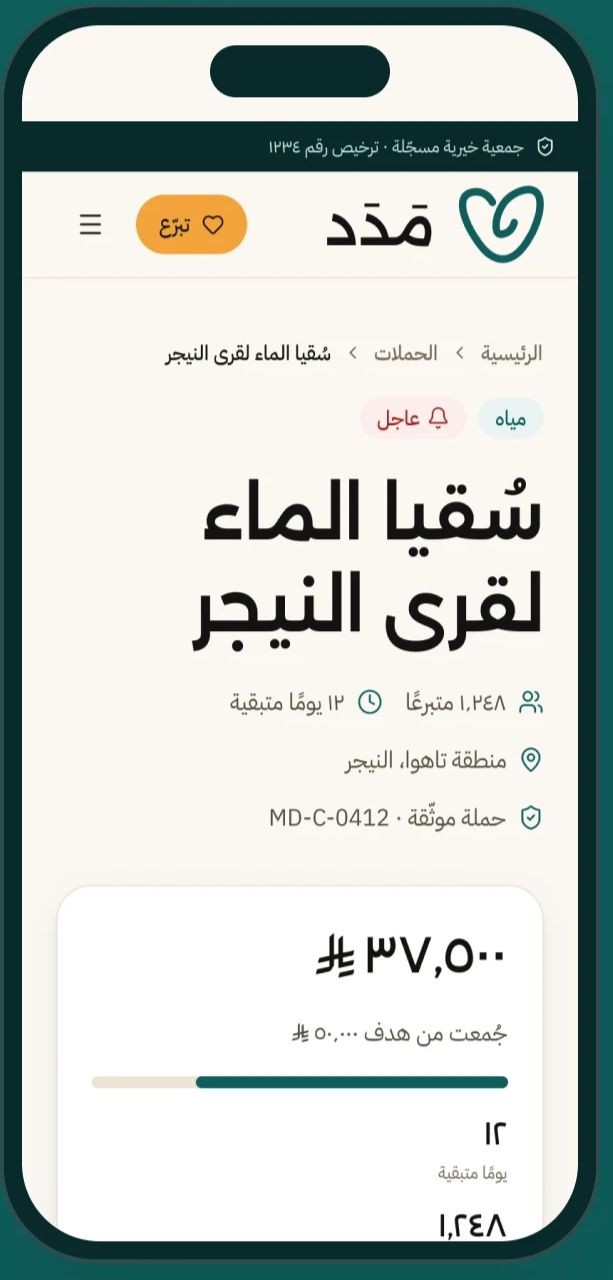 جمعية خيرية مسجّلة · ترخيص رقم ١٢٣٤
مَدَد
تبرّع
الرئيسية > الحملات > سُقيا الماء لقرى النيجر
مياه
عاجل
سُقيا الماء
لقرى النيجر
١,٢٤٨ متبرعًا
١٢ يومًا متبقية
منطقة تاهوا، النيجر
حملة موثّقة · MD-C-0412
٣٧,٥٠٠ ⃁
جُمعت من هدف ٥٠,٠٠٠ ⃁
١٢
يومًا متبقية
١,٢٤٨